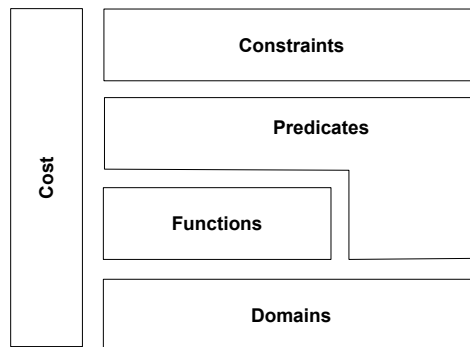 Cost
Constraints
Predicates
Functions
Domains